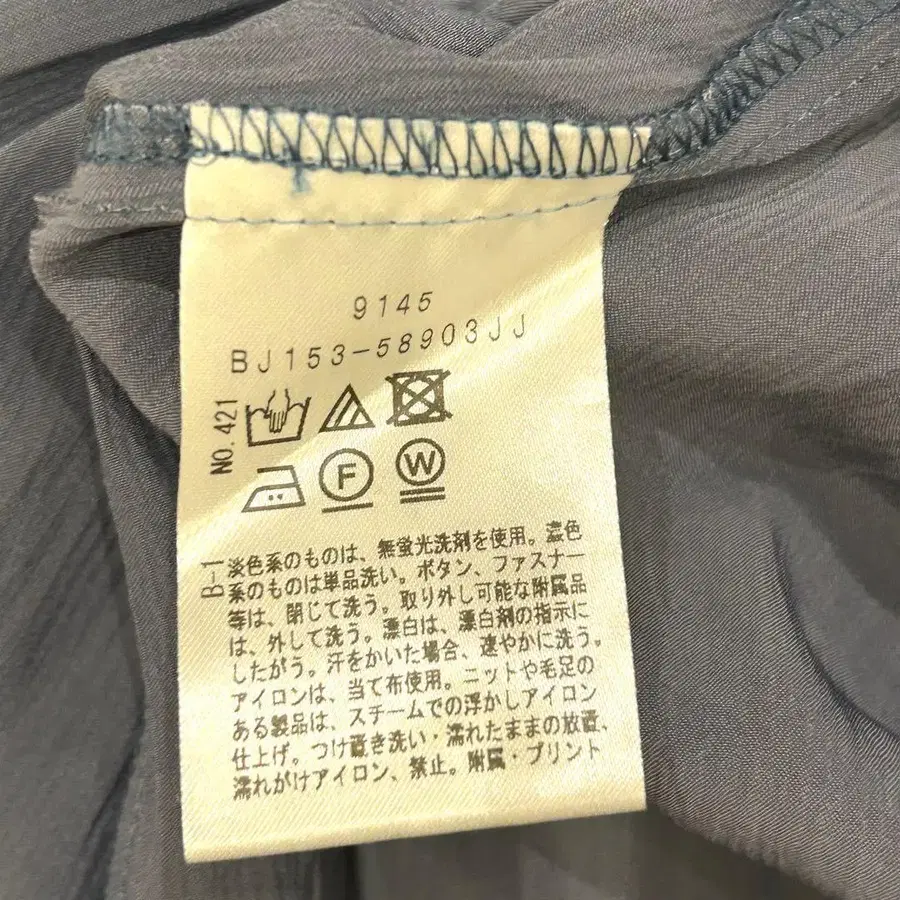 9145
BJ153-58903JJ
NO.421
F
W
B-1
淡色系のものは、無蛍光洗剤を使用。濃色
系のものは単品洗い。ボタン、ファスナー
等は、閉じて洗う。取り外し可能な附属品
は、外して洗う。漂白は、漂白剤の指示に
したがう。汗をかいた場合、速やかに洗う。
アイロンは、当て布使用。ニットや毛足の
ある製品は、スチームでの浮かしアイロン
仕上げ。つけ置き洗い・濡れたままの放置、
濡れがけアイロン、禁止。附属・プリント